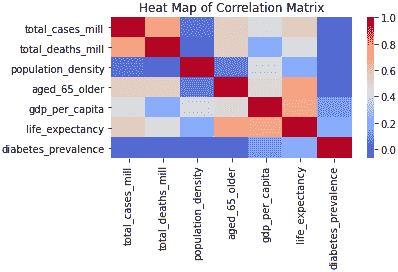 Heat Map of Correlation Matrix
total_cases_mill
total_deaths_mill
population_density
aged_65_older
gdp_per_capita
life_expectancy
diabetes_prevalence
1.0
0.8
0.6
0.4
0.2
0.0
total_cases_mill
total_deaths_mill
population_density
aged_65_older
gdp_per_capita
life_expectancy
diabetes_prevalence